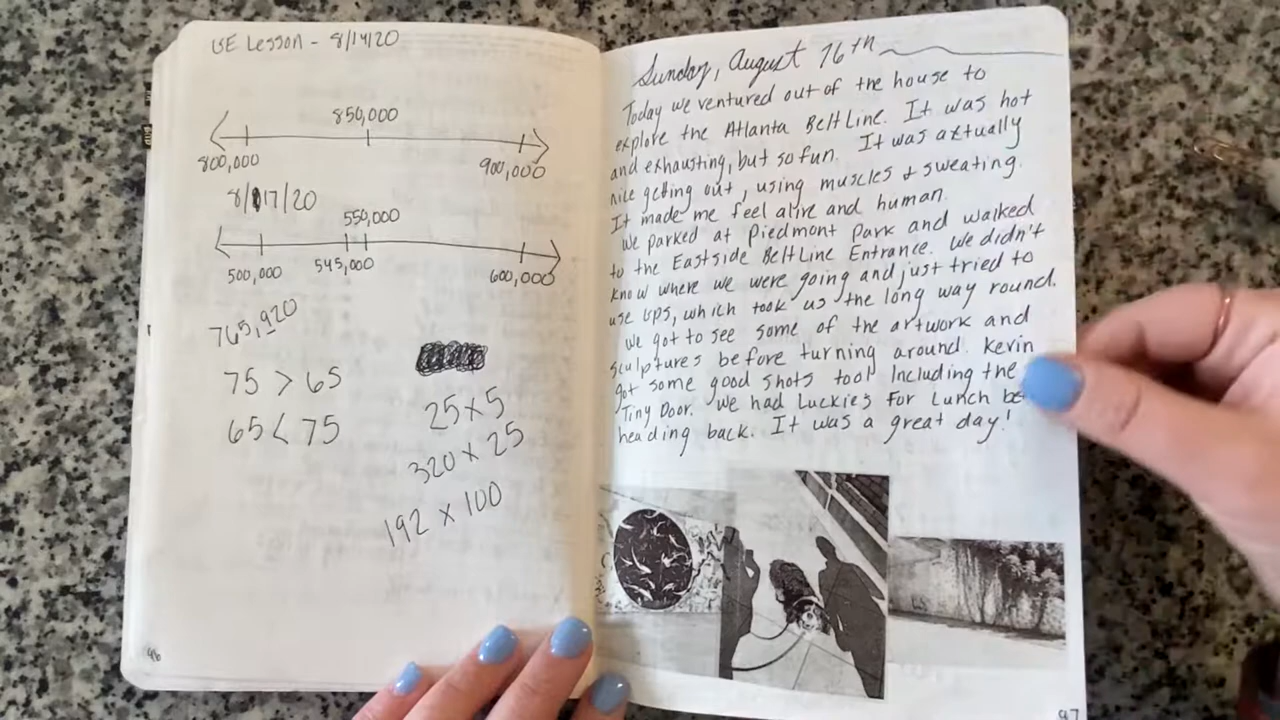 USE Lesson - 8/14/20
850,000
800,000
900,000
8/17/20
550,000
500,000
545,000
600,000
765,920
75 > 65
65 < 75
25 x 5
320 x 25
192 x 100
96
Sunday, August 16th
Today we ventured out of the house to
explore the Atlanta BeltLine. It was hot
and exhausting, but so fun. It was actually
nice getting out, using muscles & sweating.
It made me feel alive and human.
We parked at Piedmont Park and walked
to the Eastside BeltLine Entrance. We didn't
know where we were going and just tried to
use GPS, which took us the long way round.
We got to see some of the artwork and
sculptures before turning around. Kevin
got some good shots too! Including the
Tiny Door. We had Luckies for Lunch be
heading back. It was a great day!
97